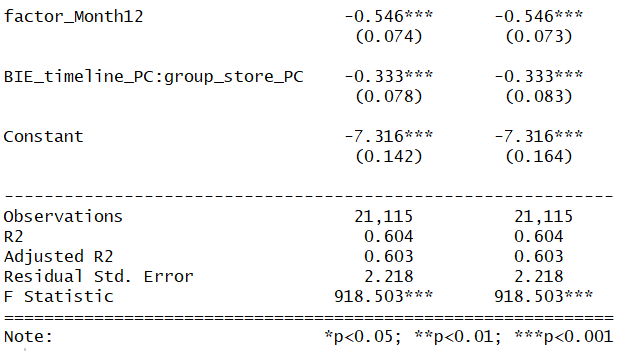 factor_Month12 -0.546*** -0.546***
(0.074) (0.073)
BIE_timeline_PC:group_store_PC -0.333*** -0.333***
(0.078) (0.083)
Constant -7.316*** -7.316***
(0.142) (0.164)
-------------------------------------------------------------
Observations 21,115 21,115
R2 0.604 0.604
Adjusted R2 0.603 0.603
Residual Std. Error 2.218 2.218
F Statistic 918.503*** 918.503***
=============================================================
Note: *p<0.05; **p<0.01; ***p<0.001